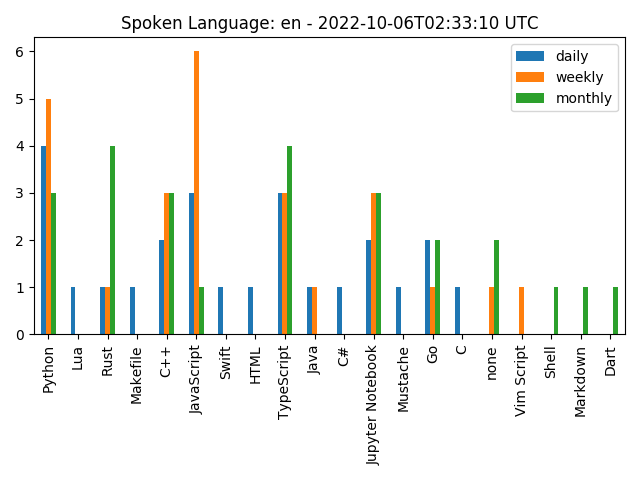 Spoken Language: en - 2022-10-06T02:33:10 UTC
daily
weekly
monthly
6
5
4
3
2
1
0
Python
Lua
Rust
Makefile
C++
JavaScript
Swift
HTML
TypeScript
Java
C#
Jupyter Notebook
Mustache
Go
C
none
Vim Script
Shell
Markdown
Dart